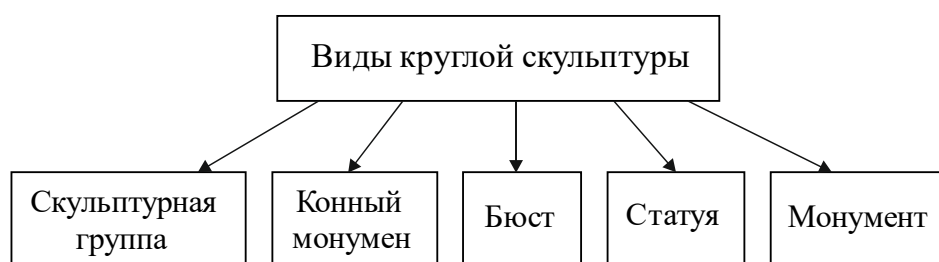 Виды круглой скульптуры
Скульптурная
группа
Конный
монумен
Бюст
Статуя
Монумент